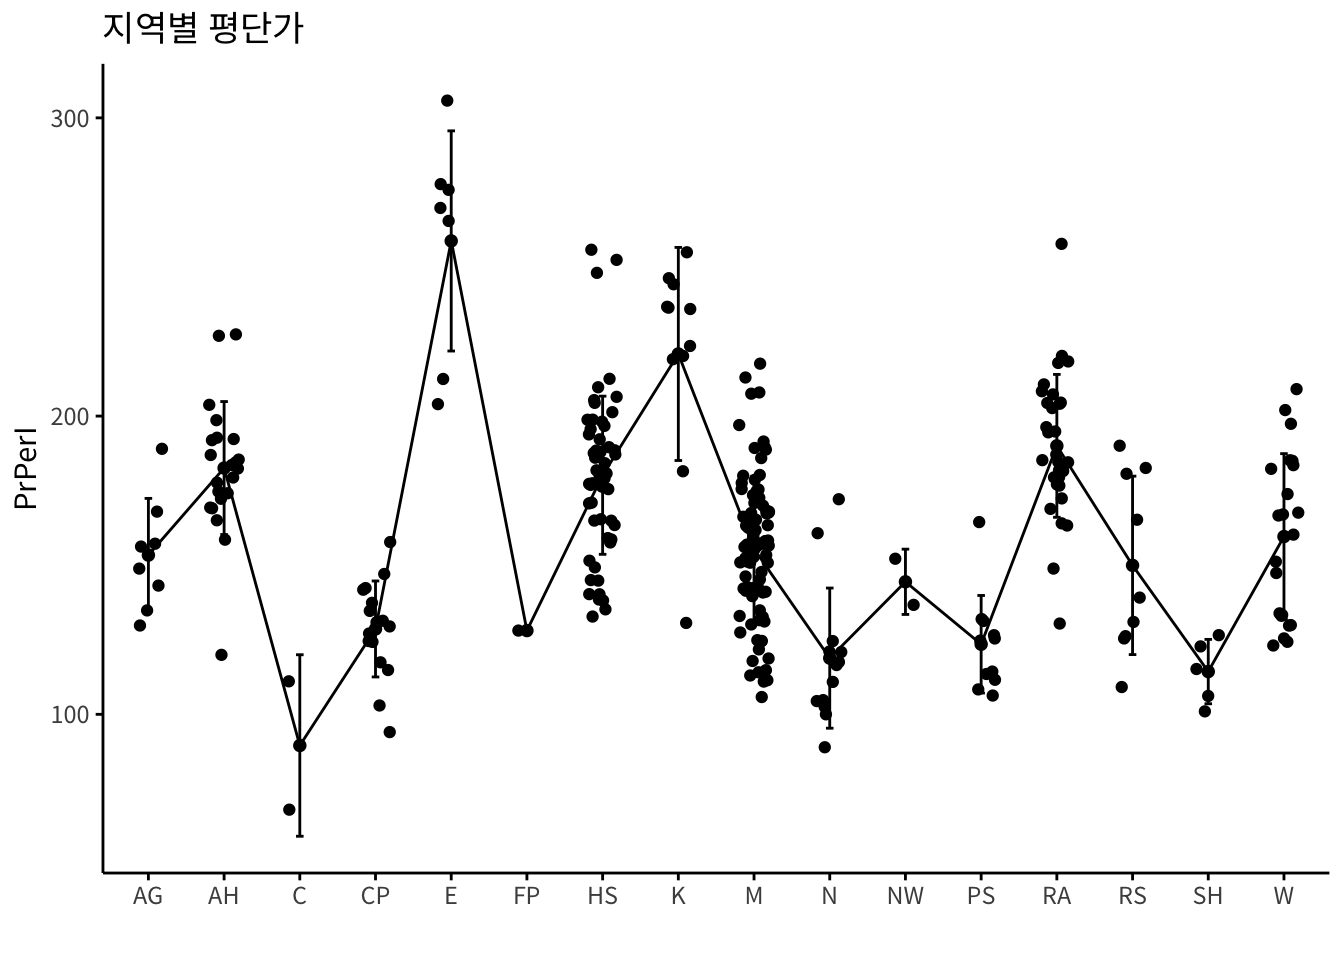 지역별 평단가
300
200
100
PrPerl
AG AH C CP E FP HS K M N NW PS RA RS SH W